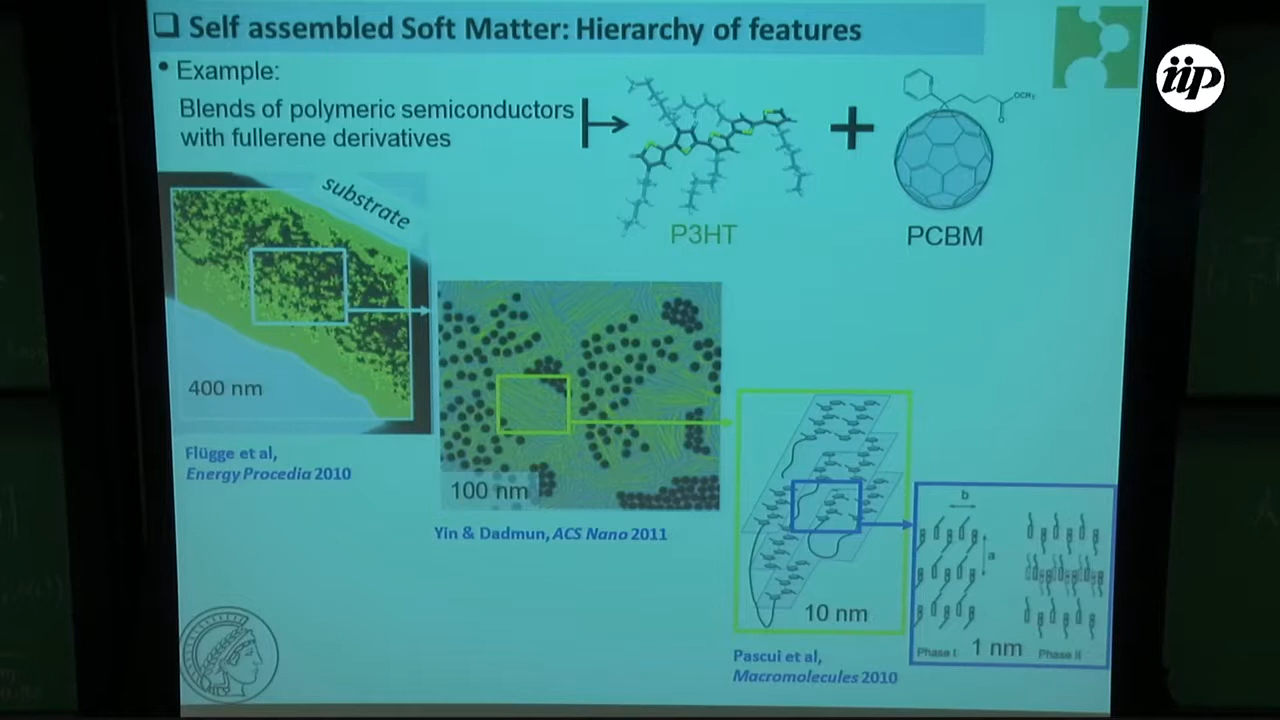 Self assembled Soft Matter: Hierarchy of features
iip
• Example:
Blends of polymeric semiconductors
with fullerene derivatives
OCH₃
O
P3HT
PCBM
substrate
400 nm
Flügge et al,
Energy Procedia 2010
100 nm
Yin & Dadmun, ACS Nano 2011
10 nm
Pascui et al,
Macromolecules 2010
b
a
Phase I
1 nm
Phase II